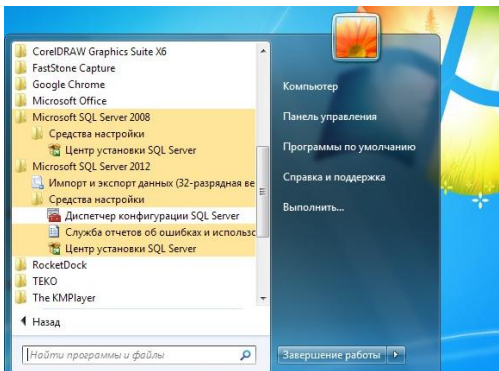 CorelDRAW Graphics Suite X6
FastStone Capture
Google Chrome
Microsoft Office
Microsoft SQL Server 2008
Средства настройки
Центр установки SQL Server
Microsoft SQL Server 2012
Импорт и экспорт данных (32-разрядная ве
Средства настройки
Диспетчер конфигурации SQL Server
Служба отчетов об ошибках и использо
Центр установки SQL Server
RocketDock
TEKO
The KMPlayer
Назад
Найти программы и файлы
Компьютер
Панель управления
Программы по умолчанию
Справка и поддержка
Выполнить...
Завершение работы